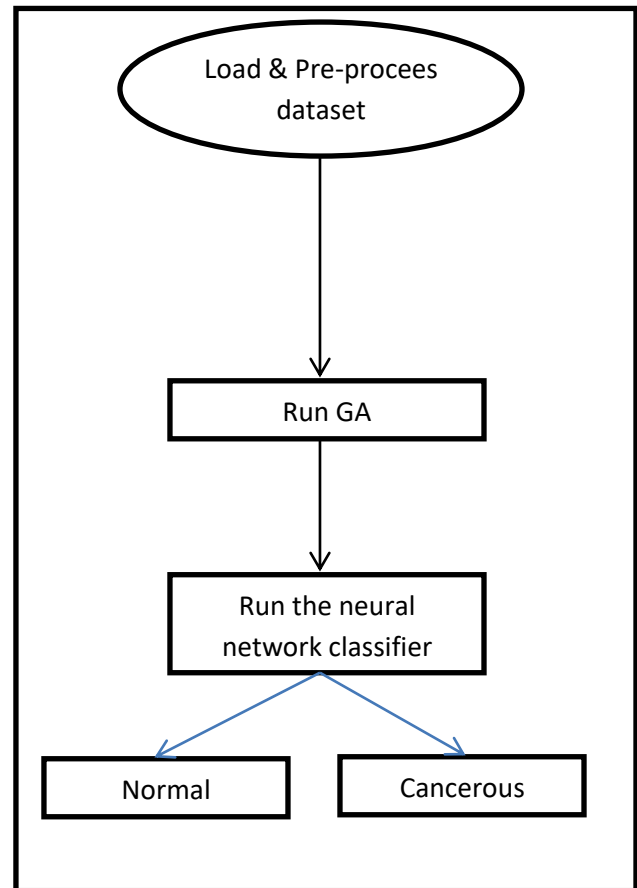 Load & Pre-procees
dataset
Run GA
Run the neural
network classifier
Normal
Cancerous